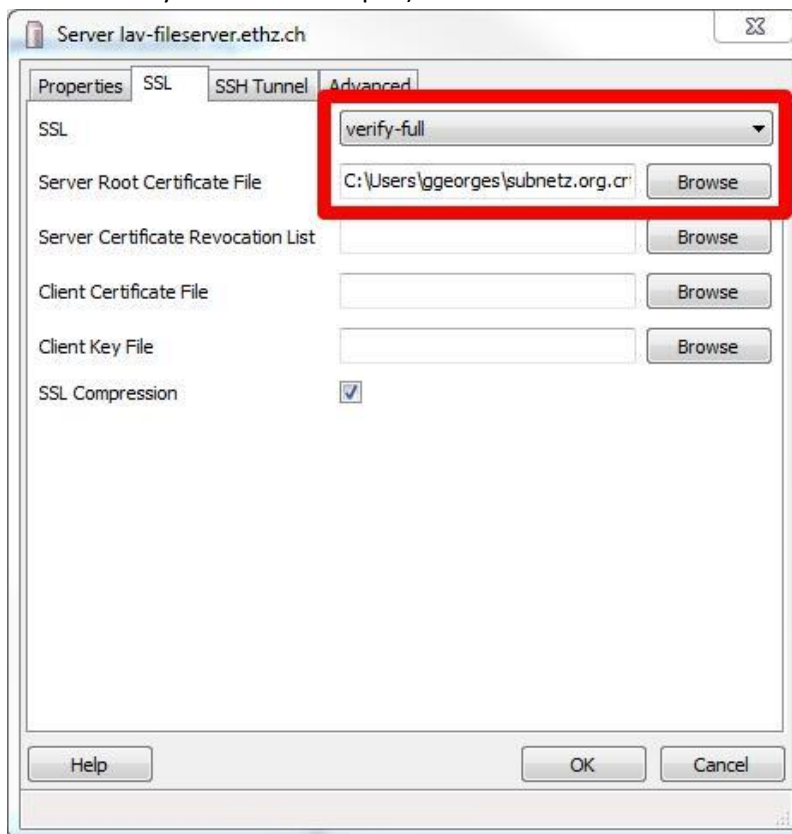 Server lav-fileserver.ethz.ch
Properties SSL SSH Tunnel Advanced
SSL verify-full
Server Root Certificate File C:\Users\ggeorges\subnetz.org.cr Browse
Server Certificate Revocation List Browse
Client Certificate File Browse
Client Key File Browse
SSL Compression
Help OK Cancel